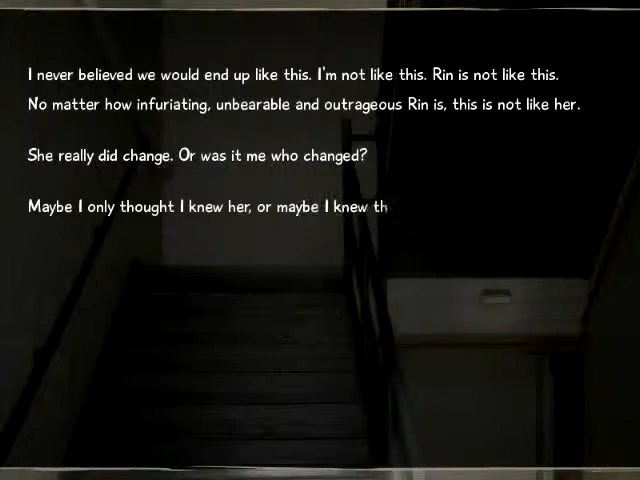 I never believed we would end up like this. I'm not like this. Rin is not like this.
No matter how infuriating, unbearable and outrageous Rin is, this is not like her.
She really did change. Or was it me who changed?
Maybe I only thought I knew her, or maybe I knew th